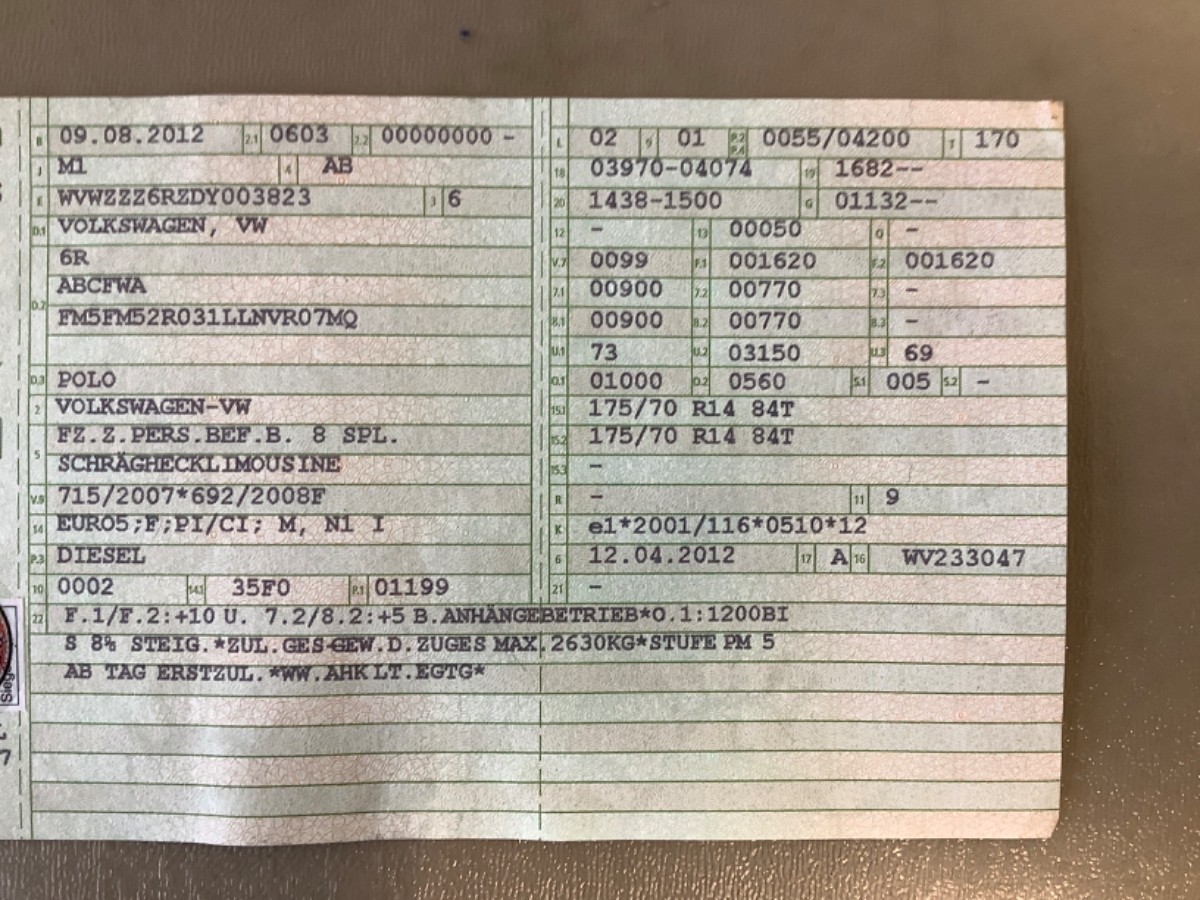 B 09.08.2012 2.1 0603 2.2 00000000 -
J M1 4 AB
E WVWZZZ6RZDY003823 3 6
D.1 VOLKSWAGEN, VW
6R
D.2 ABCFWA
FM5FM52R031LLNVR07MQ
D.3 POLO
2 VOLKSWAGEN-VW
5 FZ.Z.PERS.BEF.B. 8 SPL.
SCHRÄGHECKLIMOUSINE
V.9 715/2007*692/2008F
14 EURO5;F;PI/CI; M, N1 I
P.3 DIESEL
10 0002 14.1 35F0 P.1 01199
L 02 9 01 P.2 P.4 0055/04200 T 170
18 03970-04074 19 1682--
20 1438-1500 G 01132--
12 - 13 00050 Q -
V.7 0099 F.1 001620 F.2 001620
7.1 00900 7.2 00770 7.3 -
8.1 00900 8.2 00770 8.3 -
U.1 73 U.2 03150 U.3 69
O.1 01000 O.2 0560 S.1 005 S.2 -
15.1 175/70 R14 84T
15.2 175/70 R14 84T
15.3 -
R - 11 9
K e1*2001/116*0510*12
6 12.04.2012 17 A 16 WV233047
21 -
22 F.1/F.2:+10 U. 7.2/8.2:+5 B.ANHÄNGEBETRIEB*O.1:1200BI
S 8% STEIG.*ZUL.GES-GEW.D.ZUGES MAX.2630KG*STUFE PM 5
AB TAG ERSTZUL.*WW.AHK LT.EGTG*
7